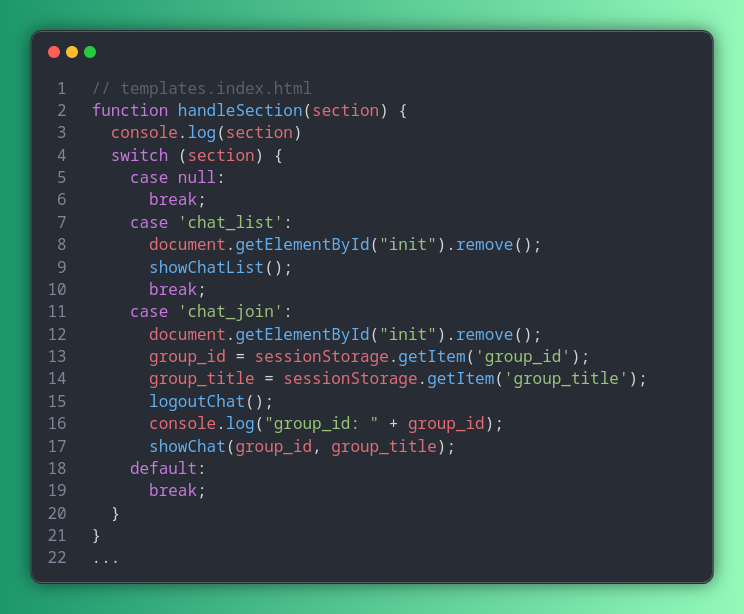 1 // templates.index.html
2 function handleSection(section) {
3   console.log(section)
4   switch (section) {
5     case null:
6       break;
7     case 'chat_list':
8       document.getElementById("init").remove();
9       showChatList();
10       break;
11     case 'chat_join':
12       document.getElementById("init").remove();
13       group_id = sessionStorage.getItem('group_id');
14       group_title = sessionStorage.getItem('group_title');
15       logoutChat();
16       console.log("group_id: " + group_id);
17       showChat(group_id, group_title);
18     default:
19       break;
20   }
21 }
22 ...